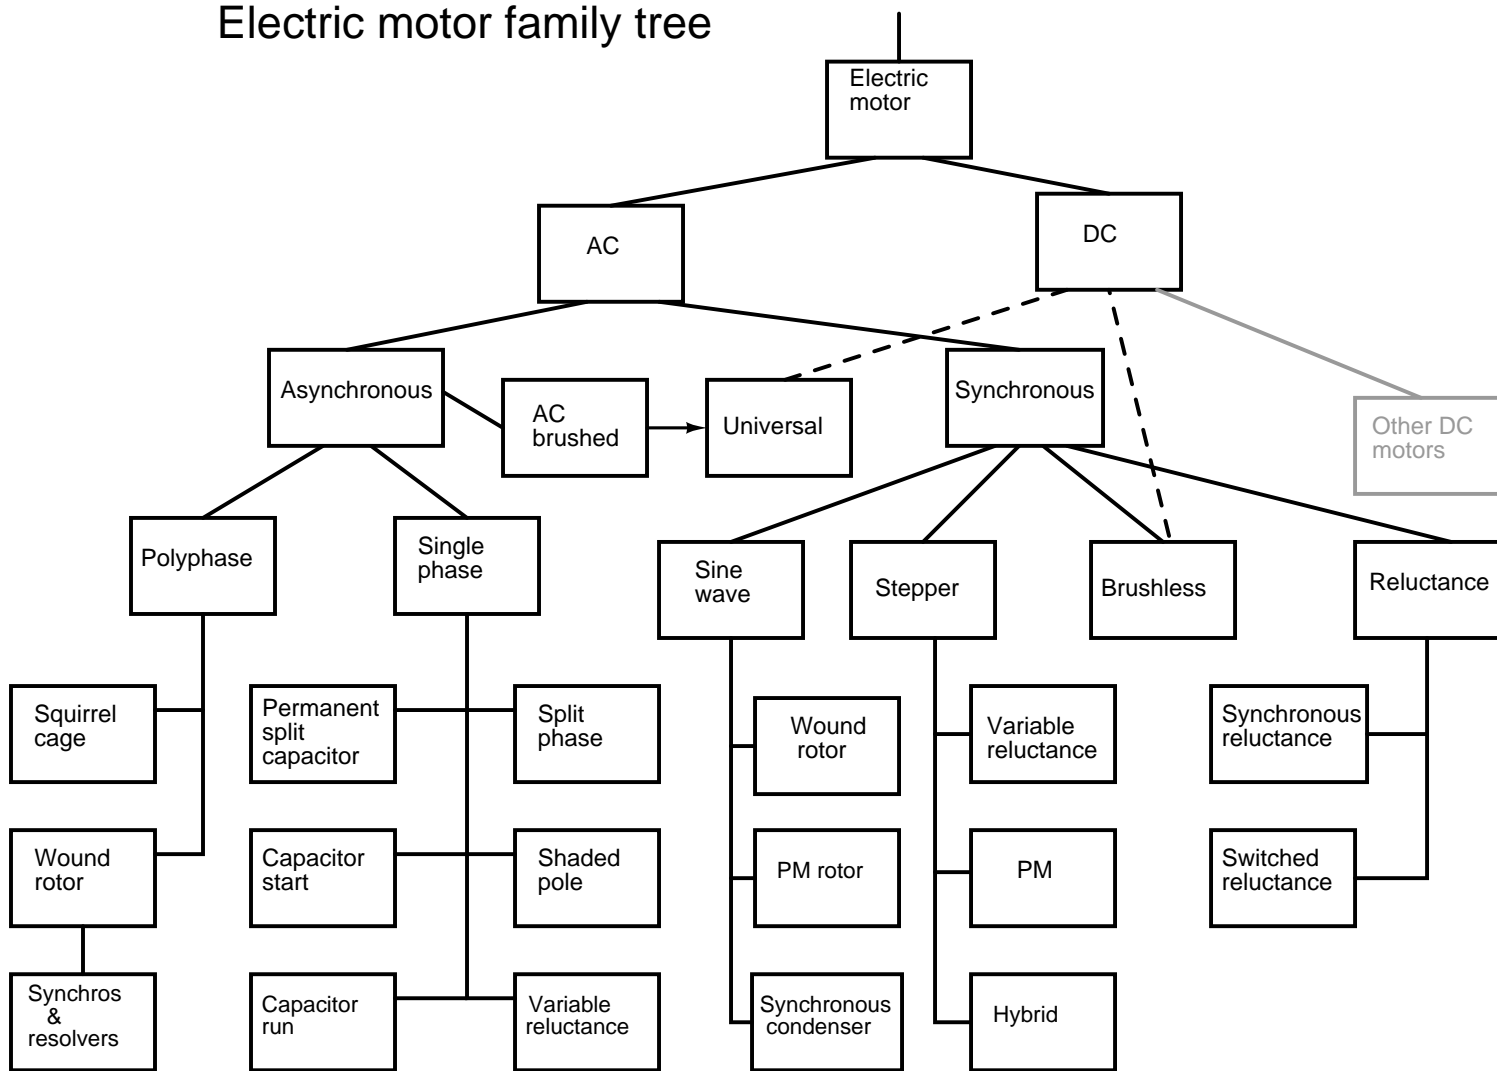 Electric motor family tree
Electric
motor
AC
DC
Asynchronous
AC
brushed
Universal
Synchronous
Other DC
motors
Polyphase
Single
phase
Sine
wave
Stepper
Brushless
Reluctance
Squirrel
cage
Permanent
split
capacitor
Split
phase
Wound
rotor
Variable
reluctance
Synchronous
reluctance
Wound
rotor
Capacitor
start
Shaded
pole
PM rotor
PM
Switched
reluctance
Synchros
&
resolvers
Capacitor
run
Variable
reluctance
Synchronous
condenser
Hybrid